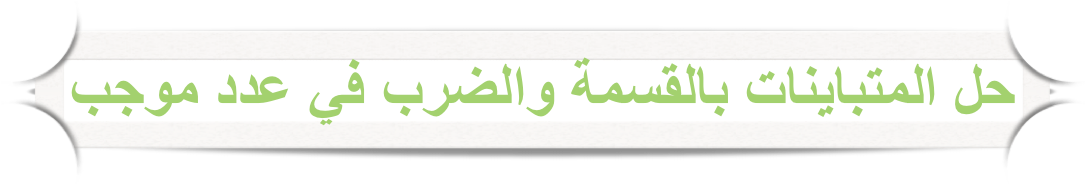 حل المتباينات بالقسمة والضرب في عدد موجب